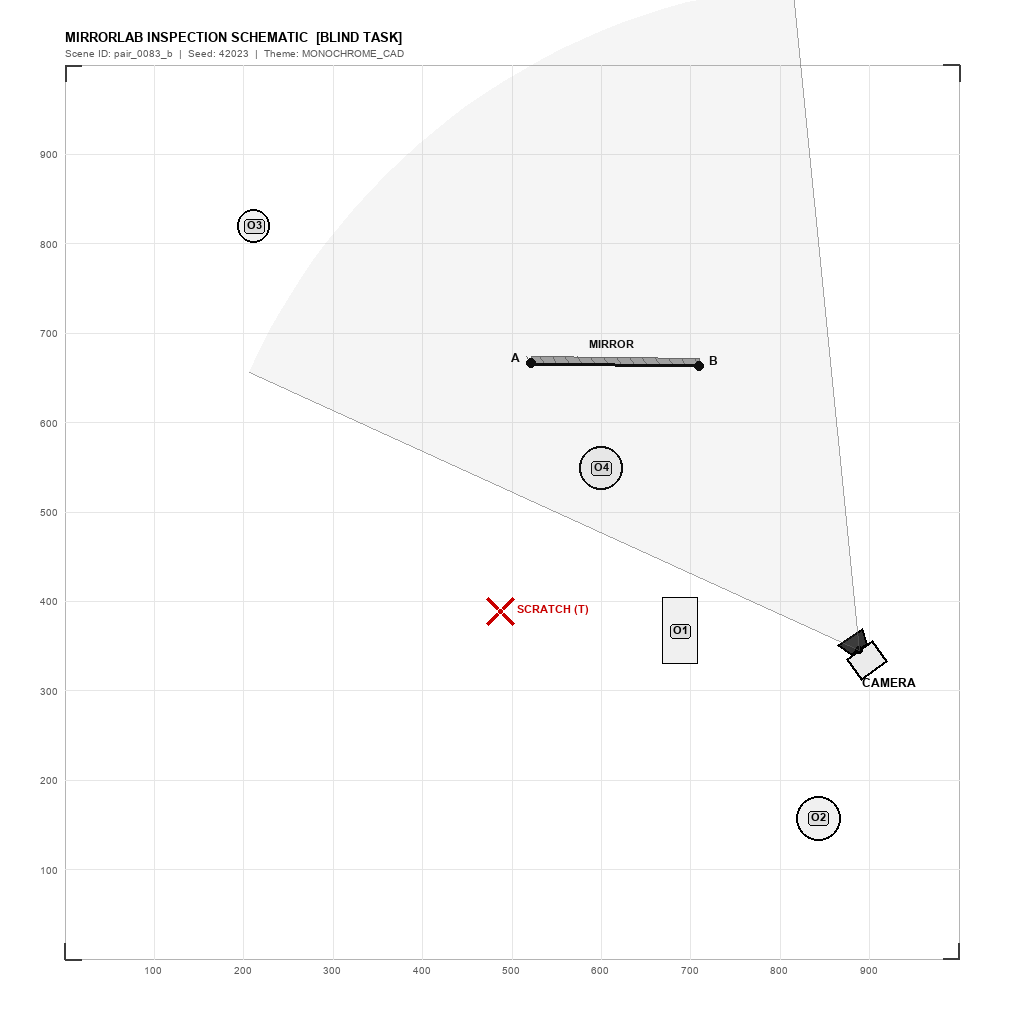 MIRRORLAB INSPECTION SCHEMATIC [BLIND TASK]
Scene ID: pair_0083_b | Seed: 42023 | Theme: MONOCHROME_CAD
900
O3
800
700
MIRROR
A
B
600
O4
500
400
SCRATCH (T)
O1
300
CAMERA
200
O2
100
100 200 300 400 500 600 700 800 900